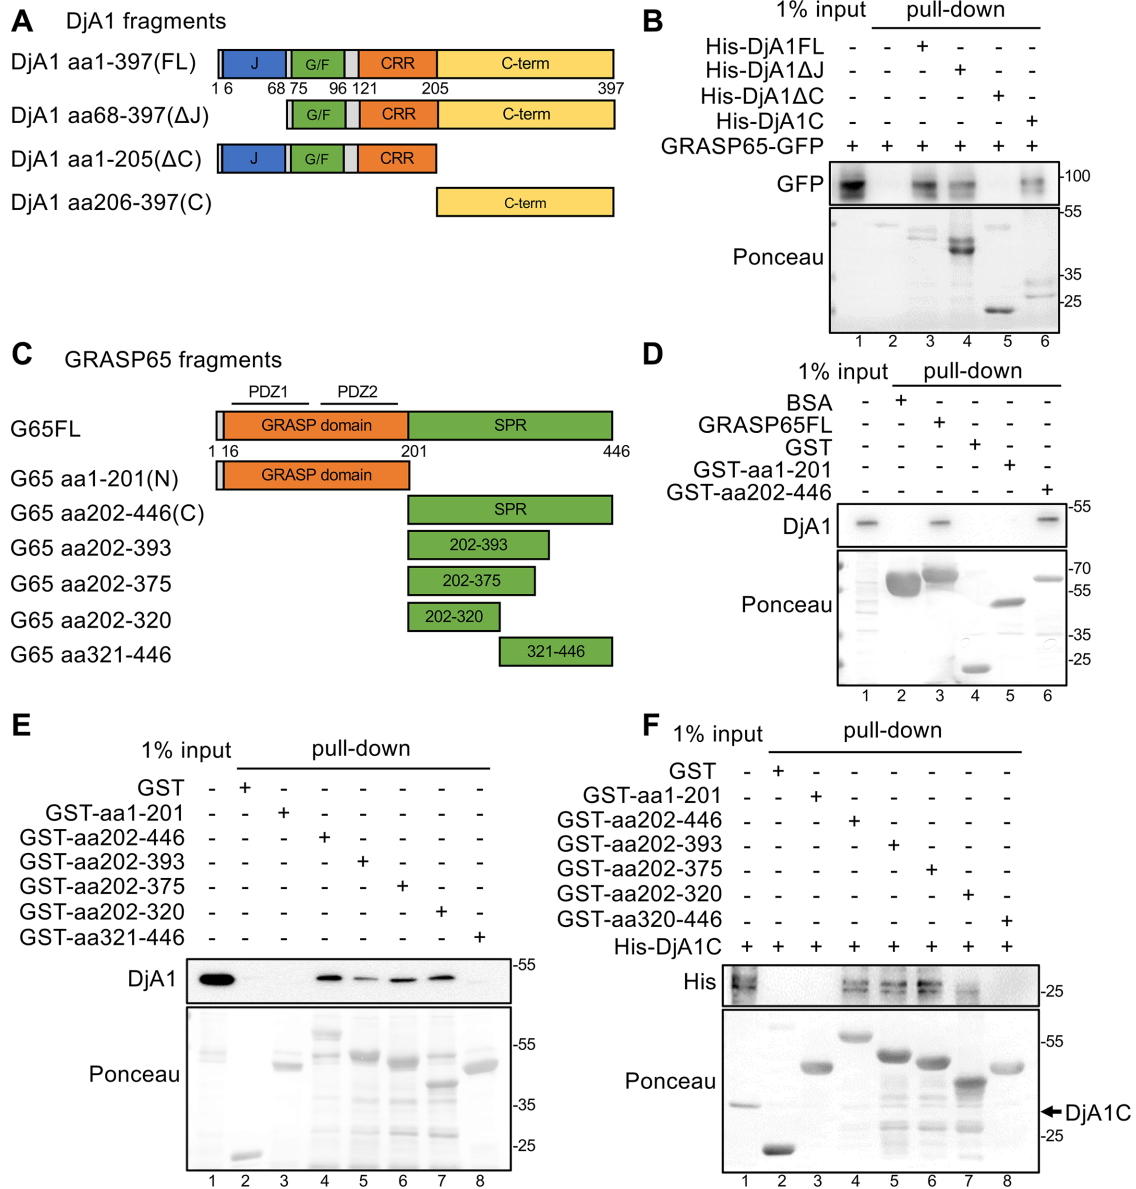 A DjA1 fragments
DjA1 aa1-397(FL) J G/F CRR C-term
1 6 68 75 96 121 205 397
DjA1 aa68-397(ΔJ) G/F CRR C-term
DjA1 aa1-205(ΔC) J G/F CRR
DjA1 aa206-397(C) C-term
B 1% input pull-down
His-DjA1FL - - + - - -
His-DjA1ΔJ - - - + - -
His-DjA1ΔC - - - - + -
His-DjA1C - - - - - +
GRASP65-GFP + + + + + +
GFP -100
-55
Ponceau
-35
-25
1 2 3 4 5 6
C GRASP65 fragments
PDZ1 PDZ2
G65FL GRASP domain SPR
1 16 201 446
G65 aa1-201(N) GRASP domain
G65 aa202-446(C) SPR
G65 aa202-393 202-393
G65 aa202-375 202-375
G65 aa202-320 202-320
G65 aa321-446 321-446
D 1% input pull-down
BSA - + - - - -
GRASP65FL - - + - - -
GST - - - + - -
GST-aa1-201 - - - - + -
GST-aa202-446 - - - - - +
-55
DjA1
-70
-55
Ponceau
-35
-25
1 2 3 4 5 6
E 1% input pull-down
GST - + - - - - - -
GST-aa1-201 - - + - - - - -
GST-aa202-446 - - - + - - - -
GST-aa202-393 - - - - + - - -
GST-aa202-375 - - - - - + - -
GST-aa202-320 - - - - - - + -
GST-aa321-446 - - - - - - - +
-55
DjA1
-55
Ponceau
-35
-25
1 2 3 4 5 6 7 8
F 1% input pull-down
GST - + - - - - - -
GST-aa1-201 - - + - - - - -
GST-aa202-446 - - - + - - - -
GST-aa202-393 - - - - + - - -
GST-aa202-375 - - - - - + - -
GST-aa202-320 - - - - - - + -
GST-aa320-446 - - - - - - - +
His-DjA1C + + + + + + + +
His -25
-55
Ponceau
DjA1C
-25
1 2 3 4 5 6 7 8